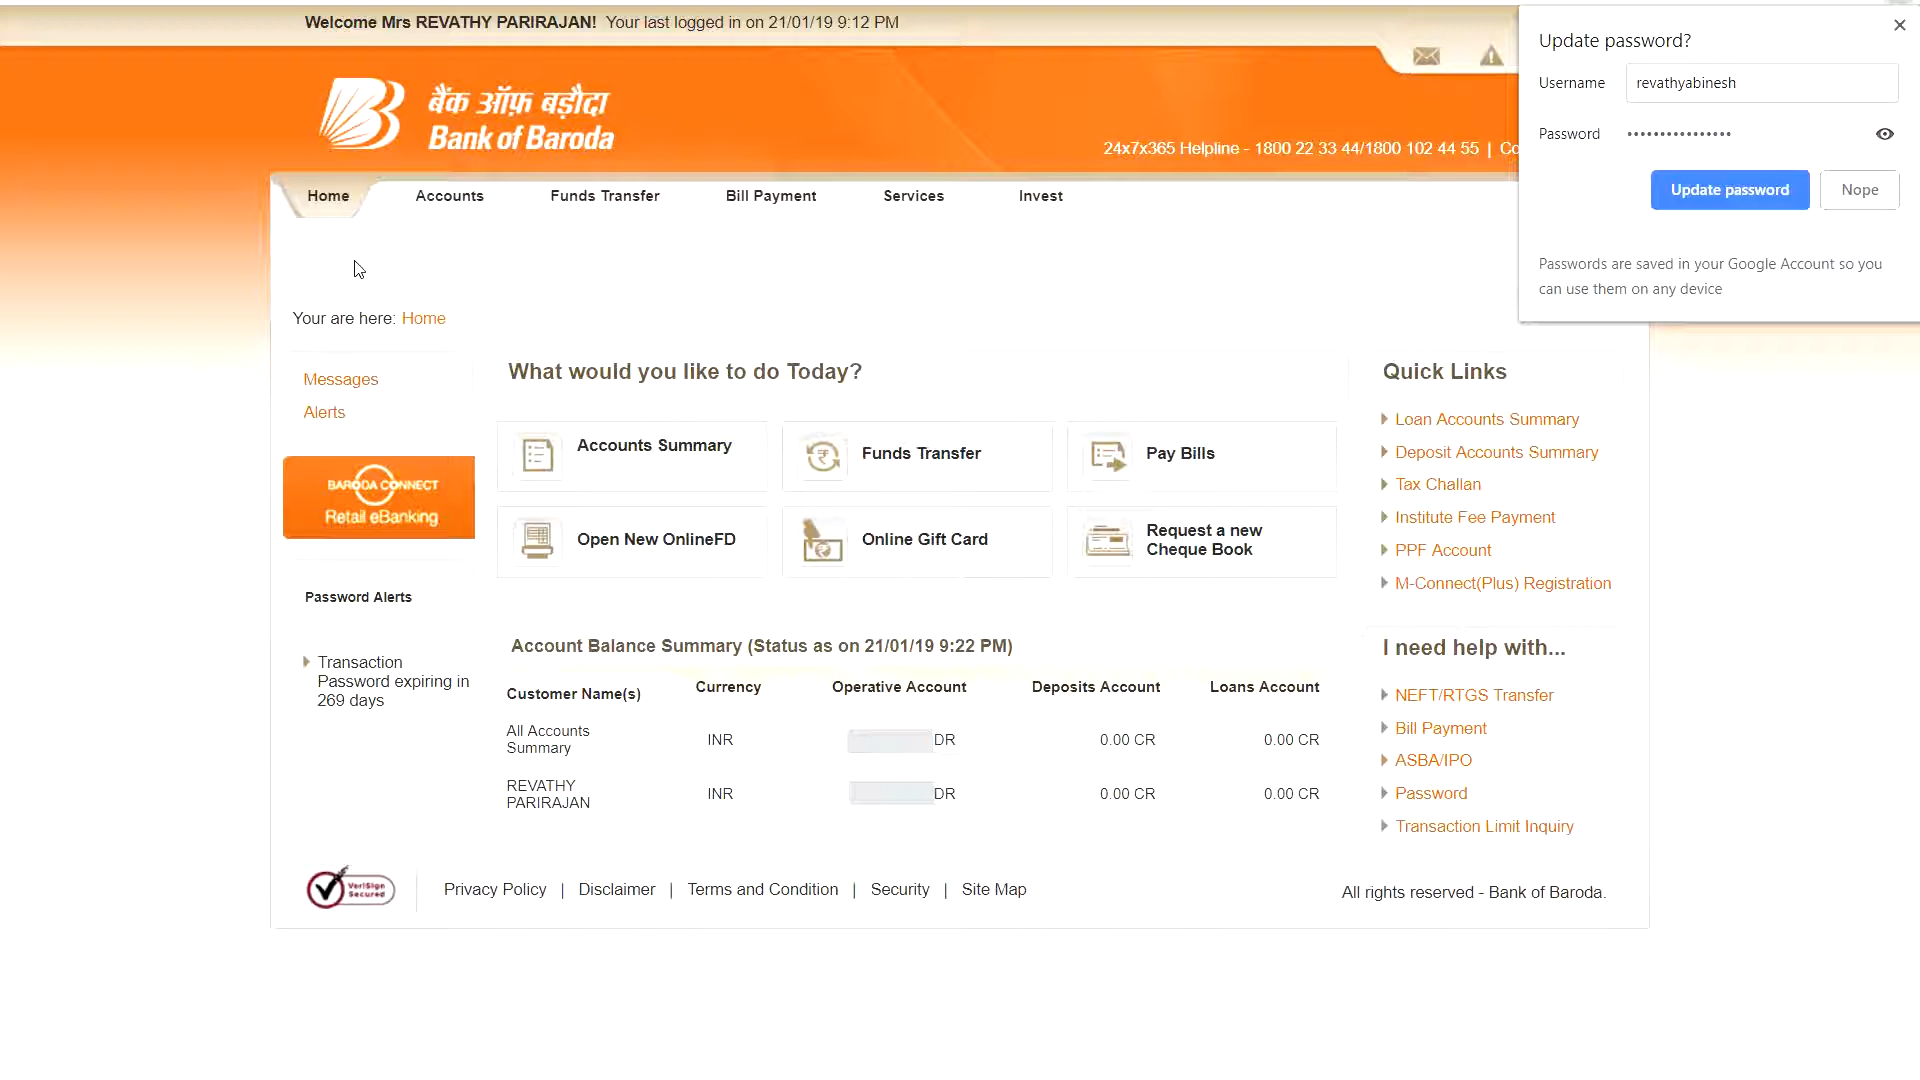 Welcome Mrs REVATHY PARIRAJAN! Your last logged in on 21/01/19 9:12 PM
Update password?
Username revathyabinesh
Password ••••••••••••••••
Update password Nope
Passwords are saved in your Google Account so you
can use them on any device
बैंक ऑफ़ बड़ौदा
Bank of Baroda
24x7x365 Helpline - 1800 22 33 44/1800 102 44 55 |
Home Accounts Funds Transfer Bill Payment Services Invest
Your are here: Home
Messages
Alerts
BARODA CONNECT
Retail eBanking
Password Alerts
Transaction
Password expiring in
269 days
What would you like to do Today?
Accounts Summary
Funds Transfer
Pay Bills
Open New OnlineFD
Online Gift Card
Request a new
Cheque Book
Account Balance Summary (Status as on 21/01/19 9:22 PM)
Customer Name(s) Currency Operative Account Deposits Account Loans Account
All Accounts
Summary INR DR 0.00 CR 0.00 CR
REVATHY
PARIRAJAN INR DR 0.00 CR 0.00 CR
Quick Links
Loan Accounts Summary
Deposit Accounts Summary
Tax Challan
Institute Fee Payment
PPF Account
M-Connect(Plus) Registration
I need help with...
NEFT/RTGS Transfer
Bill Payment
ASBA/IPO
Password
Transaction Limit Inquiry
VeriSign
Secured
Privacy Policy | Disclaimer | Terms and Condition | Security | Site Map
All rights reserved - Bank of Baroda.